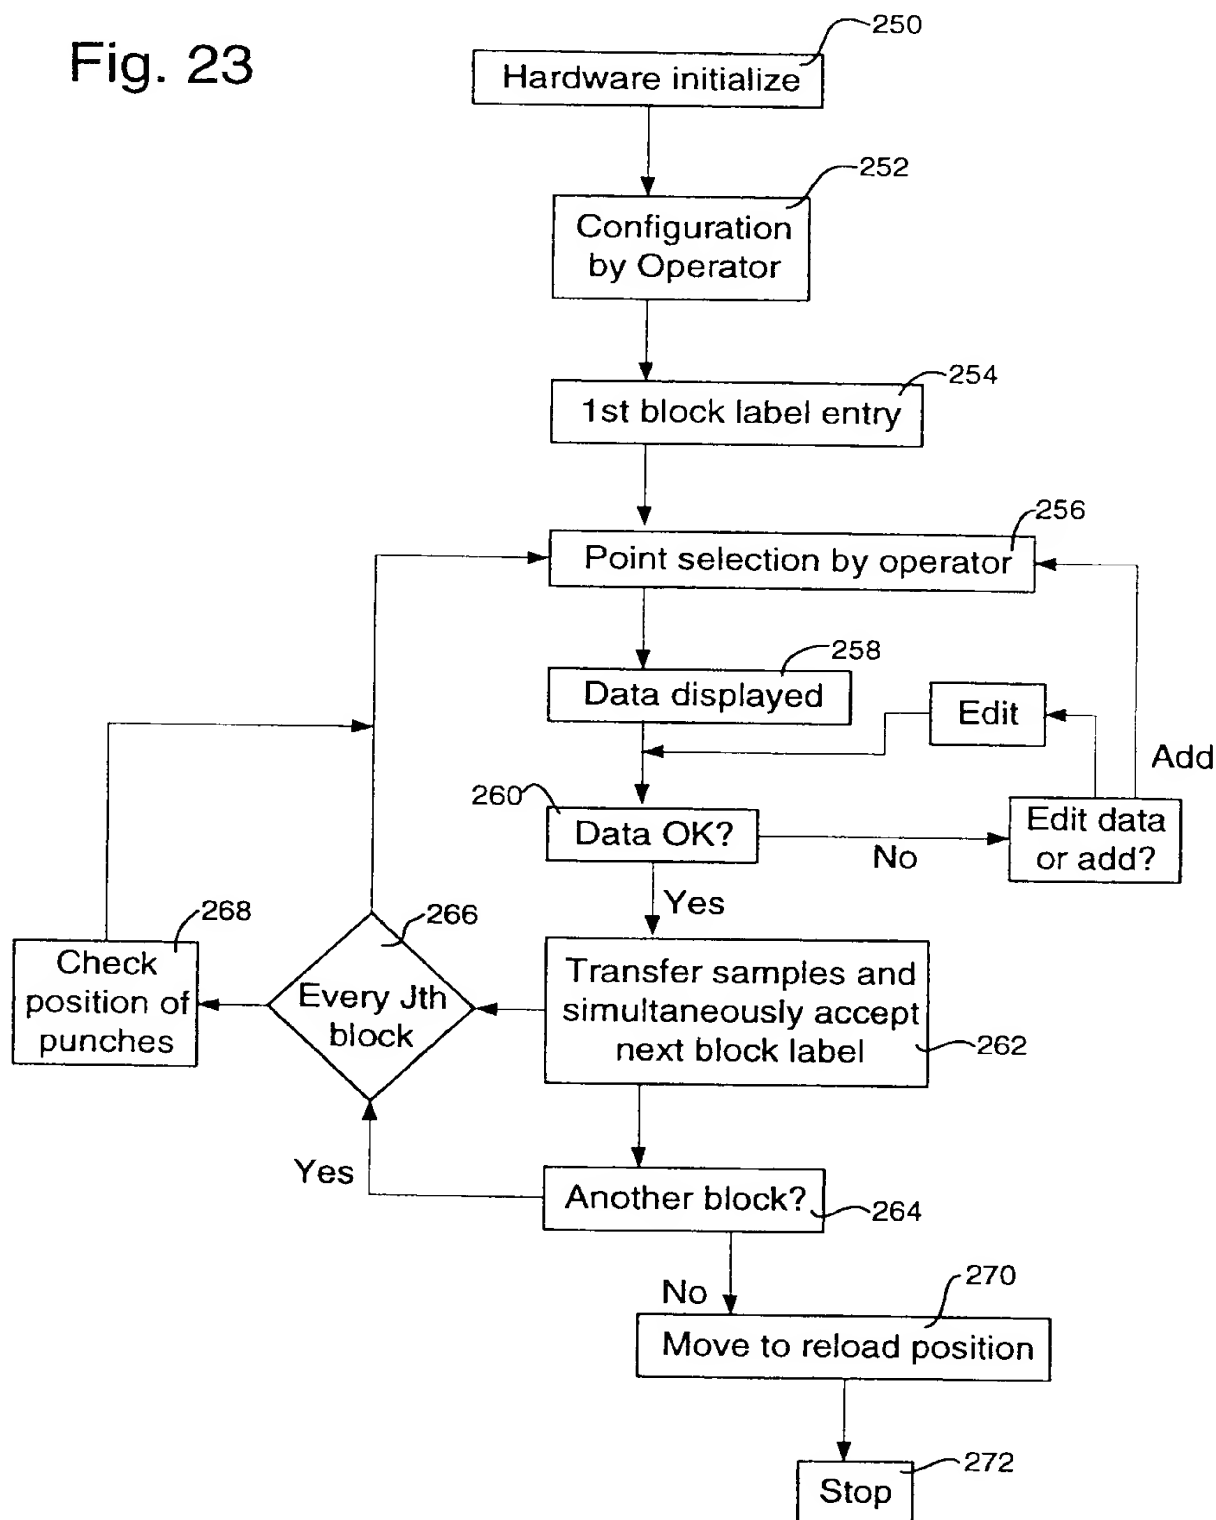 Fig. 23
250
Hardware initialize
252
Configuration
by Operator
254
1st block label entry
256
Point selection by operator
258
Data displayed
Edit
Add
260
Data OK?
No
Edit data
or add?
Yes
268
266
Check
position of
punches
Every Jth
block
Transfer samples and
simultaneously accept
next block label
262
Yes
Another block?
264
No
270
Move to reload position
272
Stop